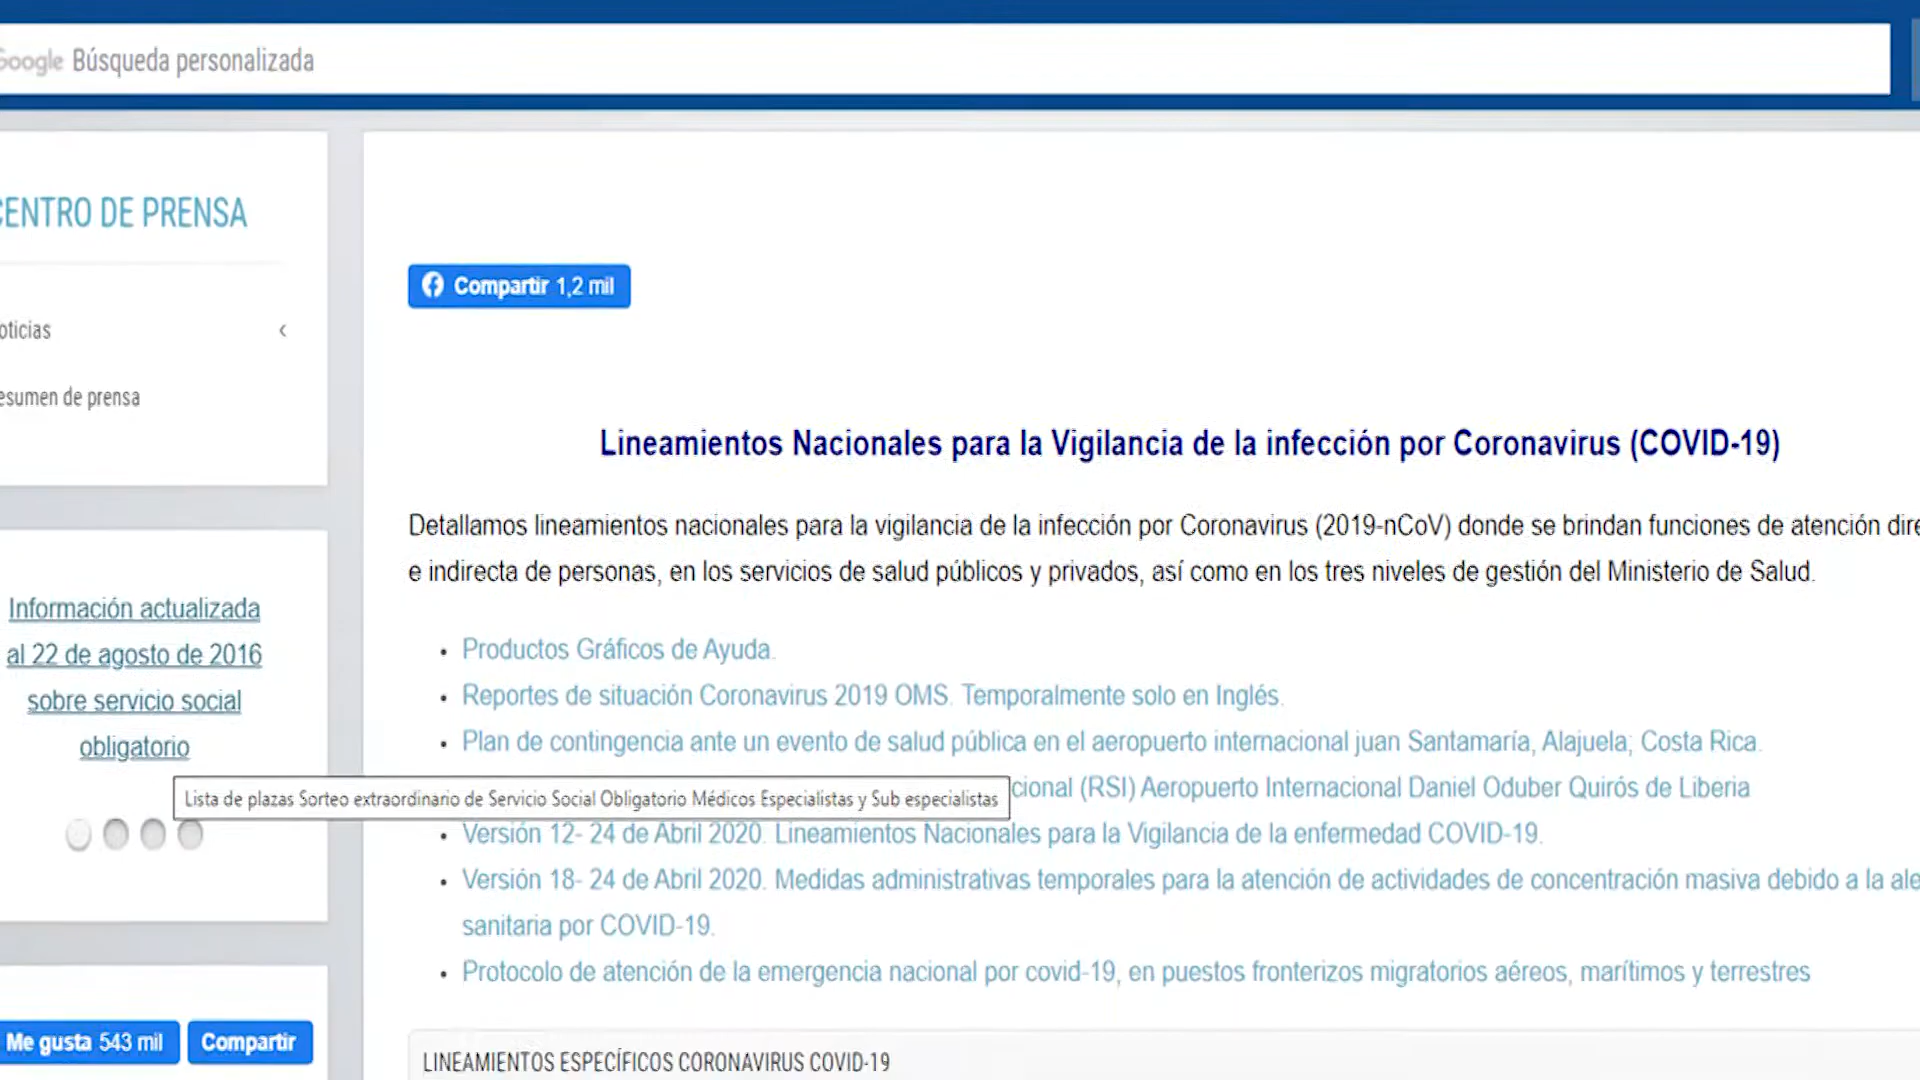 Google Búsqueda personalizada
CENTRO DE PRENSA
oticias
esumen de prensa
Información actualizada
al 22 de agosto de 2016
sobre servicio social
obligatorio
Lista de plazas Sorteo extraordinario de Servicio Social Obligatorio Médicos Especialistas y Sub especialistas
Me gusta 543 mil Compartir
Compartir 1,2 mil
Lineamientos Nacionales para la Vigilancia de la infección por Coronavirus (COVID-19)
Detallamos lineamientos nacionales para la vigilancia de la infección por Coronavirus (2019-nCoV) donde se brindan funciones de atención dire
e indirecta de personas, en los servicios de salud públicos y privados, así como en los tres niveles de gestión del Ministerio de Salud.
Productos Gráficos de Ayuda.
Reportes de situación Coronavirus 2019 OMS. Temporalmente solo en Inglés.
Plan de contingencia ante un evento de salud pública en el aeropuerto internacional juan Santamaría, Alajuela; Costa Rica.
cional (RSI) Aeropuerto Internacional Daniel Oduber Quirós de Liberia
Versión 12- 24 de Abril 2020. Lineamientos Nacionales para la Vigilancia de la enfermedad COVID-19.
Versión 18- 24 de Abril 2020. Medidas administrativas temporales para la atención de actividades de concentración masiva debido a la ale
sanitaria por COVID-19.
Protocolo de atención de la emergencia nacional por covid-19, en puestos fronterizos migratorios aéreos, marítimos y terrestres
LINEAMIENTOS ESPECÍFICOS CORONAVIRUS COVID-19